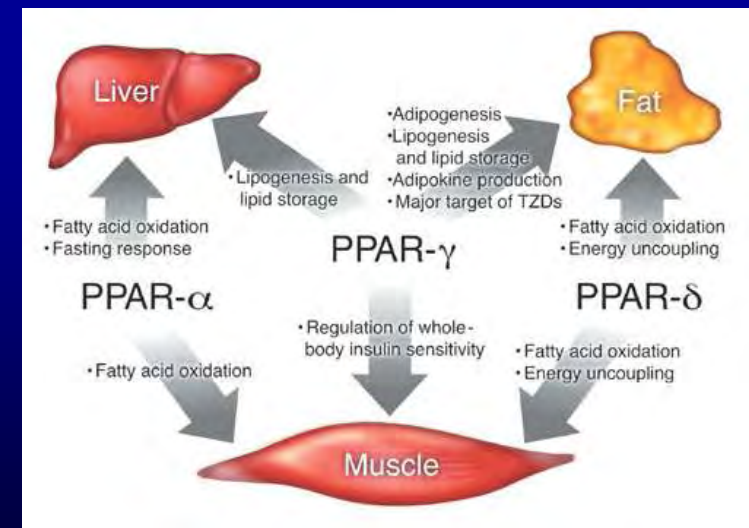 Liver
Fat
•Adipogenesis
•Lipogenesis
and lipid storage
•Adipokine production
•Major target of TZDs
•Lipogenesis and
lipid storage
•Fatty acid oxidation
•Fasting response
•Fatty acid oxidation
•Energy uncoupling
PPAR-γ
PPAR-α
PPAR-δ
•Regulation of whole-
body insulin sensitivity
•Fatty acid oxidation
•Fatty acid oxidation
•Energy uncoupling
Muscle